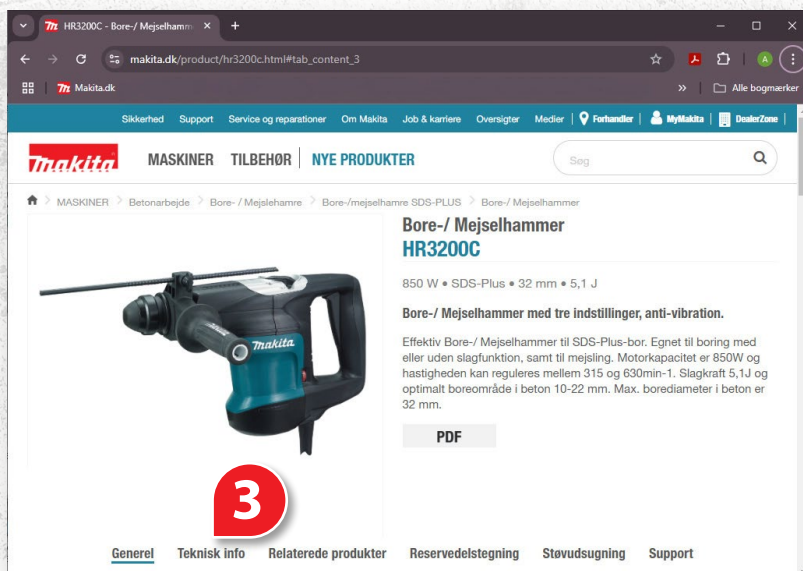 HR3200C - Bore-/ Mejselhamm
makita.dk/product/hr3200c.html#tab_content_3
A
Makita.dk
Alle bogmærker
Sikkerhed Support Service og reparationer Om Makita Job & karriere Oversigter Medier Forhandler MyMakita DealerZone
makita MASKINER TILBEHØR NYE PRODUKTER Søg
MASKINER > Betonarbejde > Bore- / Mejslehamre > Bore-/mejselhamre SDS-PLUS > Bore-/ Mejselhammer
Bore-/ Mejselhammer
HR3200C
850 W • SDS-Plus • 32 mm • 5,1 J
Bore-/ Mejselhammer med tre indstillinger, anti-vibration.
Effektiv Bore-/ Mejselhammer til SDS-Plus-bor. Egnet til boring med
eller uden slagfunktion, samt til mejsling. Motorkapacitet er 850W og
hastigheden kan reguleres mellem 315 og 630min-1. Slagkraft 5,1J og
optimalt boreområde i beton 10-22 mm. Max. borediameter i beton er
32 mm.
PDF
makita
3
Generel Teknisk info Relaterede produkter Reservedelstegning Støvudsugning Support